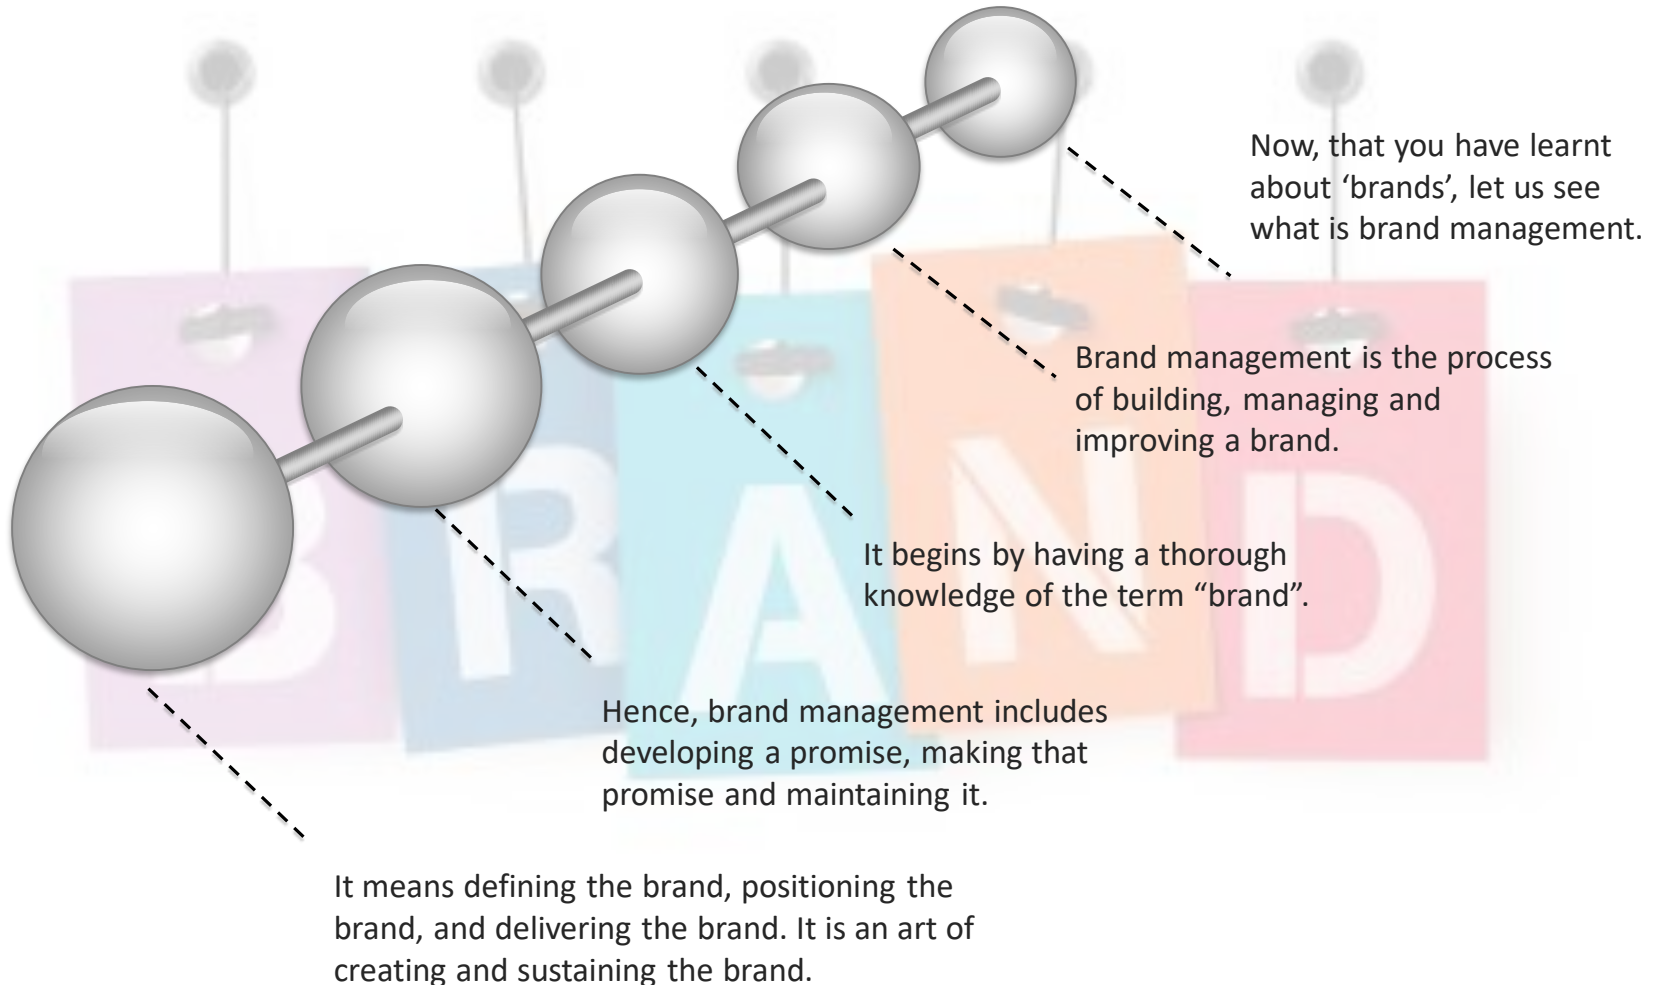 Now, that you have learnt
about ‘brands’, let us see
what is brand management.
Brand management is the process
of building, managing and
improving a brand.
It begins by having a thorough
knowledge of the term “brand”.
Hence, brand management includes
developing a promise, making that
promise and maintaining it.
It means defining the brand, positioning the
brand, and delivering the brand. It is an art of
creating and sustaining the brand.
BRAND